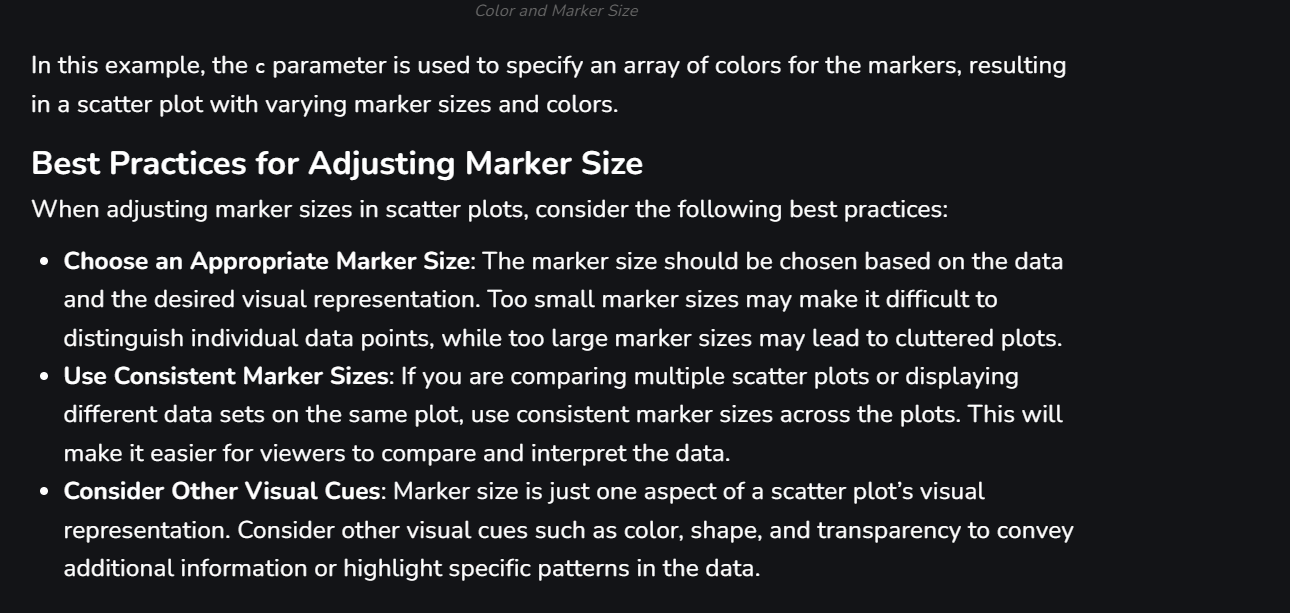 Color and Marker Size
In this example, the c parameter is used to specify an array of colors for the markers, resulting
in a scatter plot with varying marker sizes and colors.
Best Practices for Adjusting Marker Size
When adjusting marker sizes in scatter plots, consider the following best practices:
• Choose an Appropriate Marker Size: The marker size should be chosen based on the data
and the desired visual representation. Too small marker sizes may make it difficult to
distinguish individual data points, while too large marker sizes may lead to cluttered plots.
• Use Consistent Marker Sizes: If you are comparing multiple scatter plots or displaying
different data sets on the same plot, use consistent marker sizes across the plots. This will
make it easier for viewers to compare and interpret the data.
• Consider Other Visual Cues: Marker size is just one aspect of a scatter plot’s visual
representation. Consider other visual cues such as color, shape, and transparency to convey
additional information or highlight specific patterns in the data.